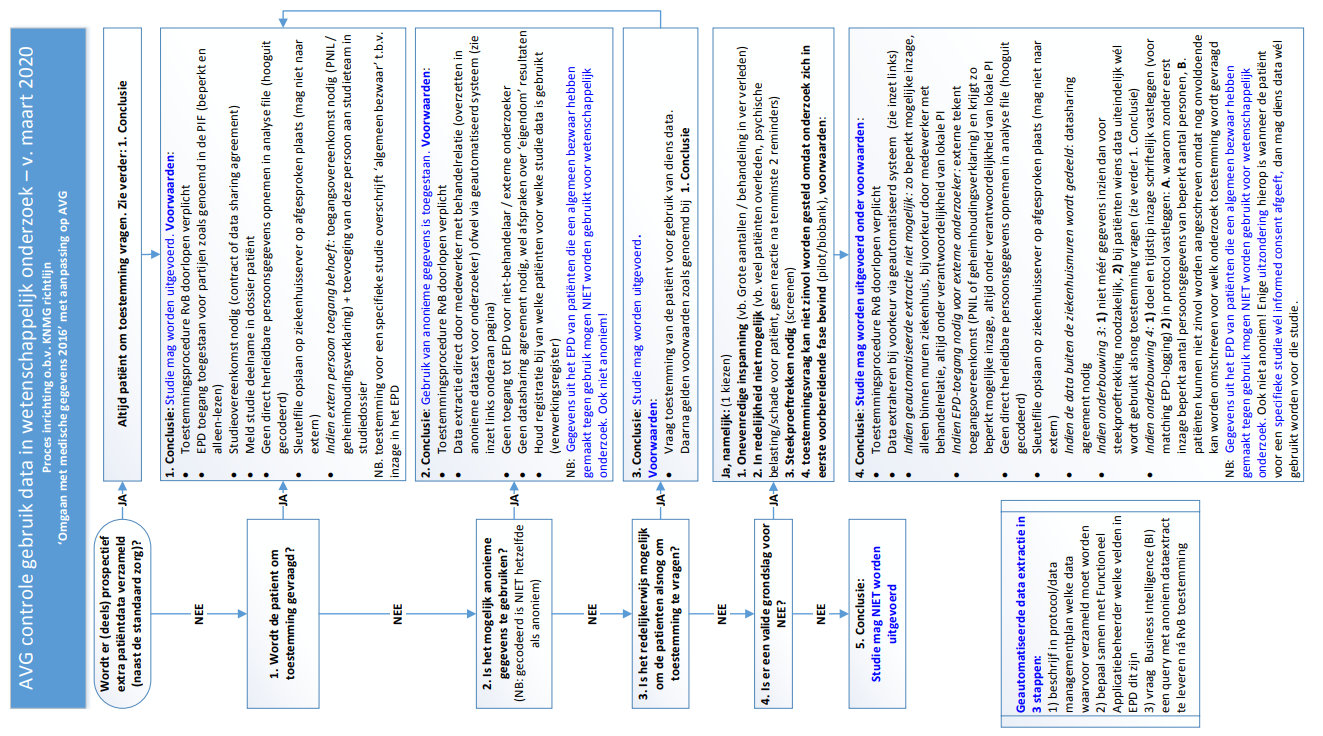 AVG controle gebruik data in wetenschappelijk onderzoek – v. maart 2020
Proces inrichting o.b.v. KNMG richtlijn
'Omgaan met medische gegevens 2016' met aanpassing op AVG
Wordt er (deels) prospectief
extra patiëntdata verzameld
(naast de standaard zorg)?
JA
Altijd patiënt om toestemming vragen. Zie verder: 1. Conclusie
NEE
1. Wordt de patient om
toestemming gevraagd?
JA
1. Conclusie: Studie mag worden uitgevoerd. Voorwaarden:
• Toestemmingsprocedure RvB doorlopen verplicht
• EPD toegang toegestaan voor partijen zoals genoemd in de PIF (beperkt en
alleen-lezen)
• Studieovereenkomst nodig (contract of data sharing agreement)
• Meld studie deelname in dossier patiënt
• Geen direct herleidbare persoonsgegevens opnemen in analyse file (hooguit
gecodeerd)
• Sleutelfile opslaan op ziekenhuisserver op afgesproken plaats (mag niet naar
extern)
• Indien extern persoon toegang behoeft: toegangsovereenkomst nodig (PNIL /
geheimhoudingsverklaring) + toevoeging van deze persoon aan studieteam in
studiedossier
NB. toestemming voor een specifieke studie overschrijft 'algemeen bezwaar' t.b.v.
inzage in het EPD
NEE
2. Is het mogelijk anonieme
gegevens te gebruiken?
(NB: gecodeerd is NIET hetzelfde
als anoniem)
JA
2. Conclusie: Gebruik van anonieme gegevens is toegestaan. Voorwaarden:
• Toestemmingsprocedure RvB doorlopen verplicht
• Data extractie direct door medewerker met behandelrelatie (overzetten in
anonieme dataset voor onderzoeker) ofwel via geautomatiseerd systeem (zie
inzet links onderaan pagina)
• Geen toegang tot EPD voor niet-behandelaar / externe onderzoeker
• Geen datasharing agreement nodig, wel afspraken over 'eigendom' resultaten
• Houd registratie bij van welke patiënten voor welke studie data is gebruikt
(verwerkingsregister)
NB: Gegevens uit het EPD van patiënten die een algemeen bezwaar hebben
gemaakt tegen gebruik mogen NIET worden gebruikt voor wetenschappelijk
onderzoek. Ook niet anoniem!
NEE
3. Is het redelijkerwijs mogelijk
om de patienten alsnog om
toestemming te vragen?
JA
3. Conclusie: Studie mag worden uitgevoerd.
Voorwaarden:
• Vraag toestemming van de patiënt voor gebruik van diens data.
Daarna gelden voorwaarden zoals genoemd bij 1. Conclusie
NEE
4. Is er een valide grondslag voor
NEE?
JA
Ja, namelijk: (1 kiezen)
1. Onevenredige inspanning (vb. Grote aantallen / behandeling in ver verleden)
2. In redelijkheid niet mogelijk (vb. veel patiënten overleden, psychische
belasting/schade voor patiënt, geen reactie na tenminste 2 reminders)
3. Steekproeftrekken nodig (screenen)
4. toestemmingsvraag kan niet zinvol worden gesteld omdat onderzoek zich in
eerste voorbereidende fase bevind (pilot/biobank), voorwaarden:
NEE
5. Conclusie:
Studie mag NIET worden
uitgevoerd
4. Conclusie: Studie mag worden uitgevoerd onder voorwaarden:
• Toestemmingsprocedure RvB doorlopen verplicht
• Data extraheren bij voorkeur via geautomatiseerd systeem (zie inzet links)
• Indien geautomatiseerde extractie niet mogelijk: zo beperkt mogelijke inzage,
alleen binnen muren ziekenhuis, bij voorkeur door medewerker met
behandelrelatie, altijd onder verantwoordelijkheid van lokale PI
• Indien EPD-toegang nodig voor externe onderzoeker: externe tekent
toegangsovereenkomst (PNIL of geheimhoudingsverklaring) en krijgt zo
beperkt mogelijke inzage, altijd onder verantwoordelijkheid van lokale PI
• Geen direct herleidbare persoonsgegevens opnemen in analyse file (hooguit
gecodeerd)
• Sleutelfile opslaan op ziekenhuisserver op afgesproken plaats (mag niet naar
extern)
• Indien de data buiten de ziekenhuismuren wordt gedeeld: datasharing
agreement nodig
• Indien onderbouwing 3: 1) niet méér gegevens inzien dan voor
steekproeftrekking noodzakelijk, 2) bij patiënten wiens data uiteindelijk wél
wordt gebruikt alsnog toestemming vragen (zie verder 1. Conclusie)
• Indien onderbouwing 4: 1) doel en tijdstip inzage schriftelijk vastleggen (voor
matching EPD-logging) 2) in protocol vastleggen: A. waarom zonder eerst
inzage beperkt aantal persoonsgegevens van beperkt aantal personen, B.
patiënten kunnen niet zinvol worden aangeschreven omdat nog onvoldoende
kan worden omschreven voor welk onderzoek toestemming wordt gevraagd
NB: Gegevens uit het EPD van patiënten die een algemeen bezwaar hebben
gemaakt tegen gebruik mogen NIET worden gebruikt voor wetenschappelijk
onderzoek. Ook niet anoniem! Enige uitzondering hierop is wanneer de patiënt
voor een specifieke studie wél informed consent afgeeft, dan mag diens data wél
gebruikt worden voor die studie.
Geautomatiseerde data extractie in
3 stappen:
1) beschrijf in protocol/data
managementplan welke data
waarvoor verzameld moet worden
2) bepaal samen met Functioneel
Applicatiebeheerder welke velden in
EPD dit zijn
3) vraag Business Intelligence (BI)
een query met anoniem dataextract
te leveren ná RvB toestemming